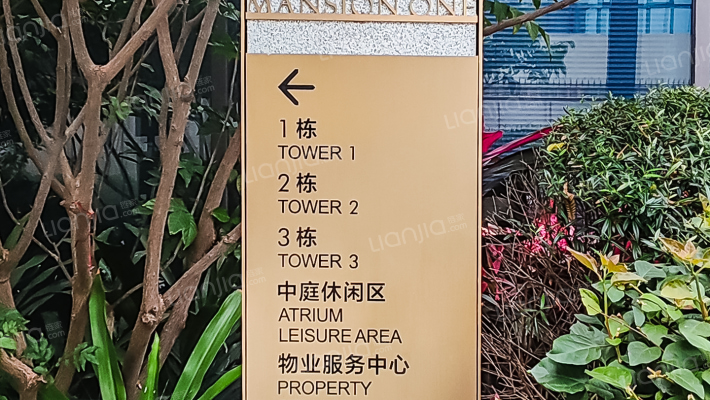 MANSION ONE
←
1 栋
TOWER 1
2 栋
TOWER 2
3 栋
TOWER 3
中庭休闲区
ATRIUM
LEISURE AREA
物业服务中心
PROPERTY